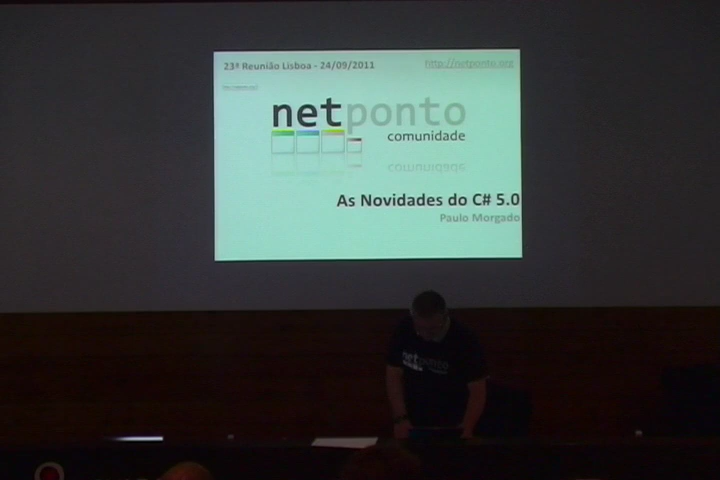 23ª Reunião Lisboa - 24/09/2011
http://netponto.org
netponto
comunidade
As Novidades do C# 5.0
Paulo Morgado
netponto